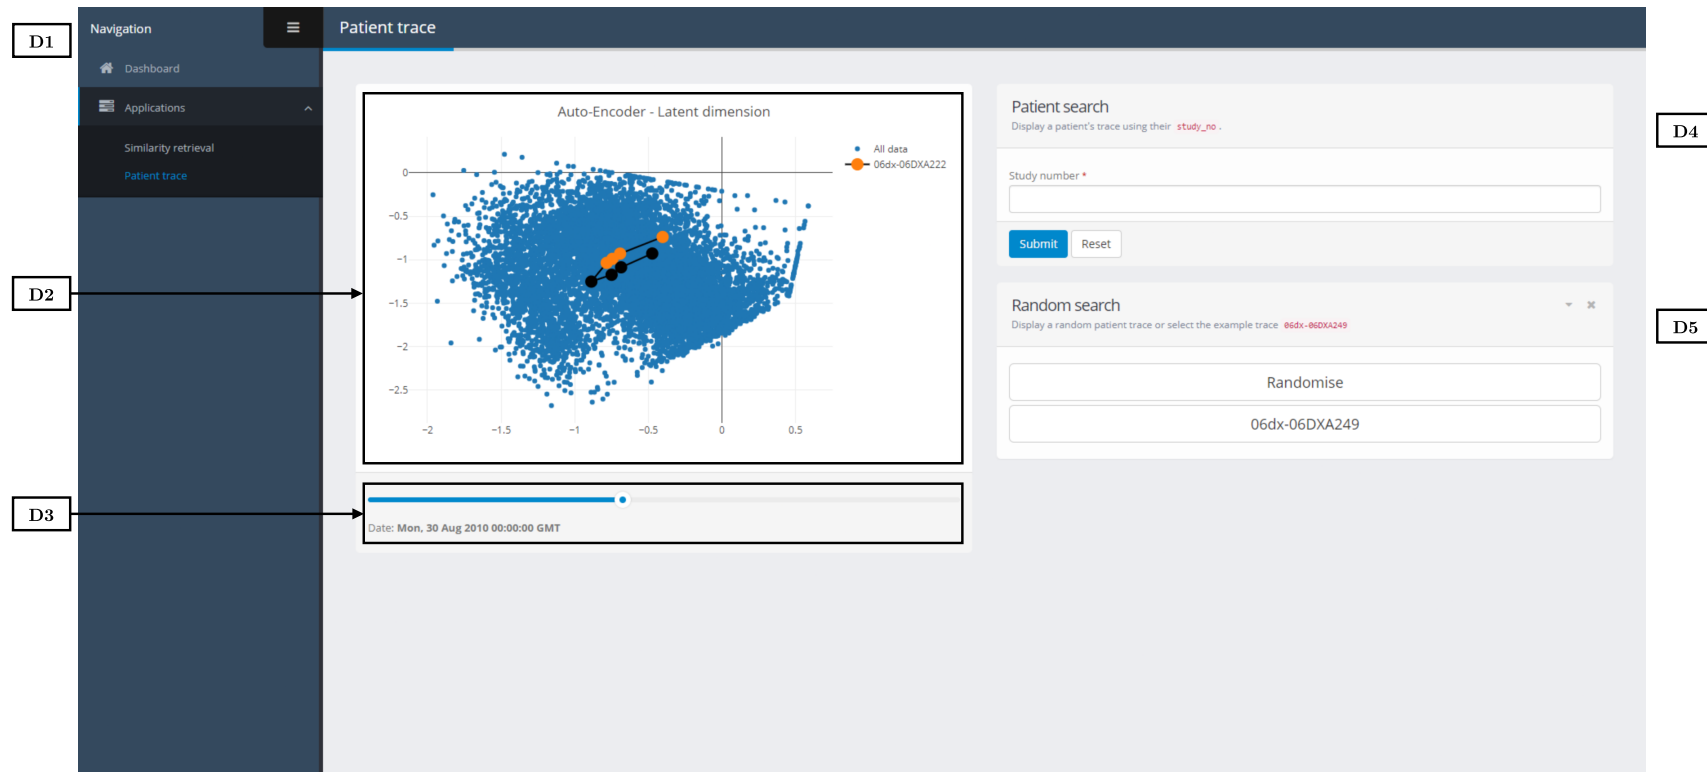 D1
Navigation
Dashboard
Applications
Similarity retrieval
Patient trace
Patient trace
D2
Auto-Encoder - Latent dimension
All data
06dx-06DXA222
0
−0.5
−1
−1.5
−2
−2.5
−2 −1.5 −1 −0.5 0 0.5
D3
Date: Mon, 30 Aug 2010 00:00:00 GMT
D4
Patient search
Display a patient's trace using their study_no .
Study number *
Submit Reset
D5
Random search
Display a random patient trace or select the example trace 06dx-06DXA249
Randomise
06dx-06DXA249